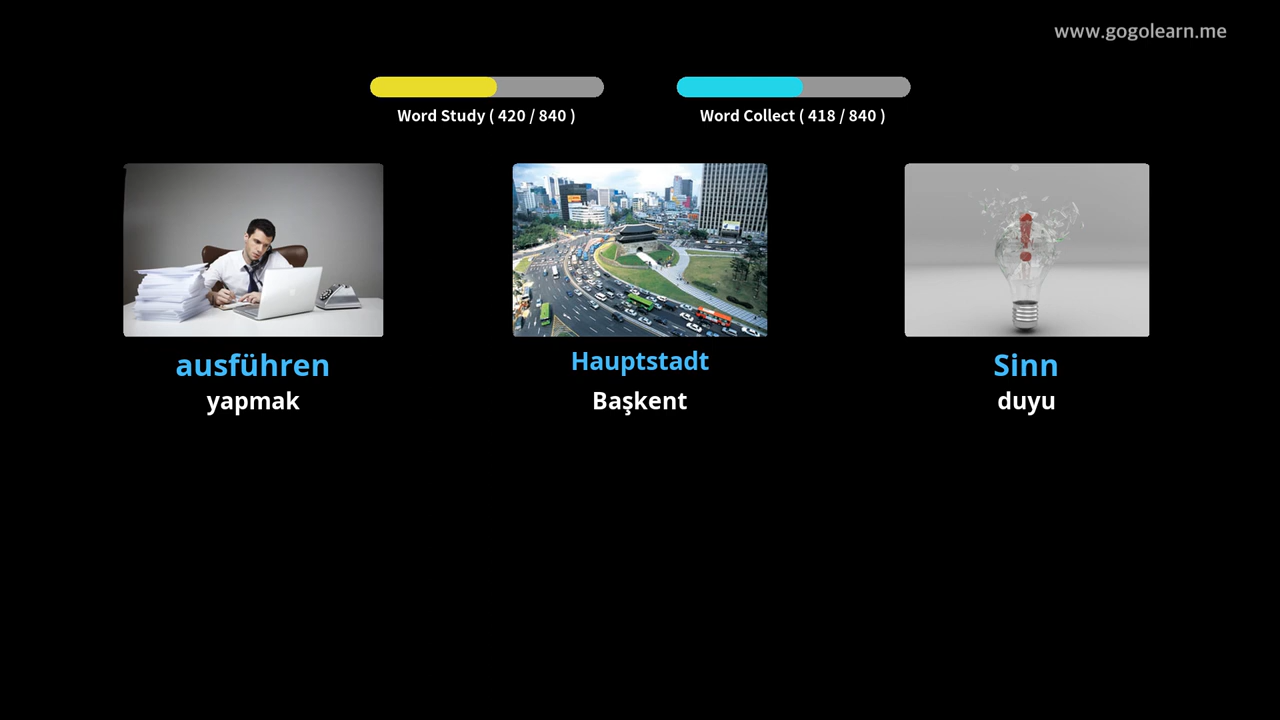 www.gogolearn.me
Word Study ( 420 / 840 )
Word Collect ( 418 / 840 )
ausführen
Hauptstadt
Sinn
yapmak
Başkent
duyu